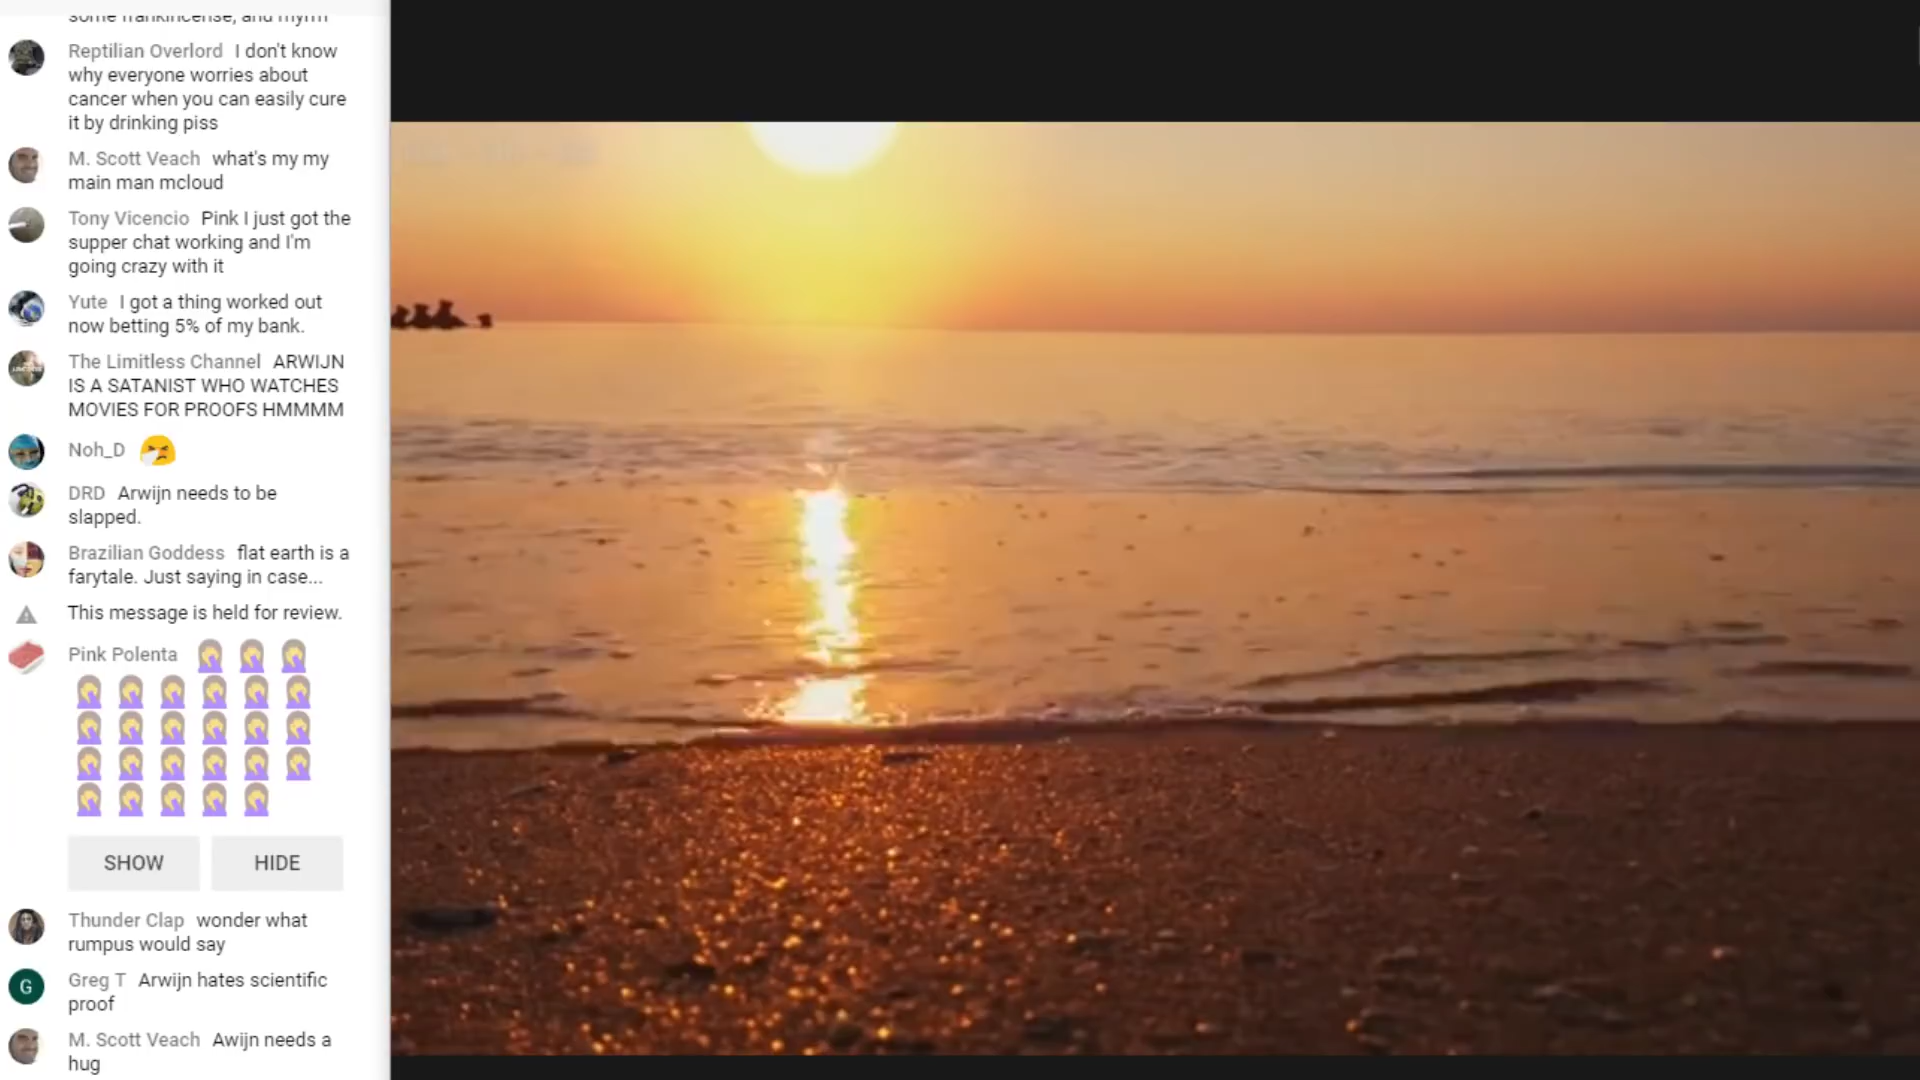 some frankincense, and myrrh
Reptilian Overlord I don't know
why everyone worries about
cancer when you can easily cure
it by drinking piss
M. Scott Veach what's my my
main man mcloud
Tony Vicencio Pink I just got the
supper chat working and I'm
going crazy with it
Yute I got a thing worked out
now betting 5% of my bank.
The Limitless Channel ARWIJN
IS A SATANIST WHO WATCHES
MOVIES FOR PROOFS HMMMM
Noh_D
DRD Arwijn needs to be
slapped.
Brazilian Goddess flat earth is a
farytale. Just saying in case...
This message is held for review.
Pink Polenta
SHOW HIDE
Thunder Clap wonder what
rumpus would say
G Greg T Arwijn hates scientific
proof
M. Scott Veach Awijn needs a
hug